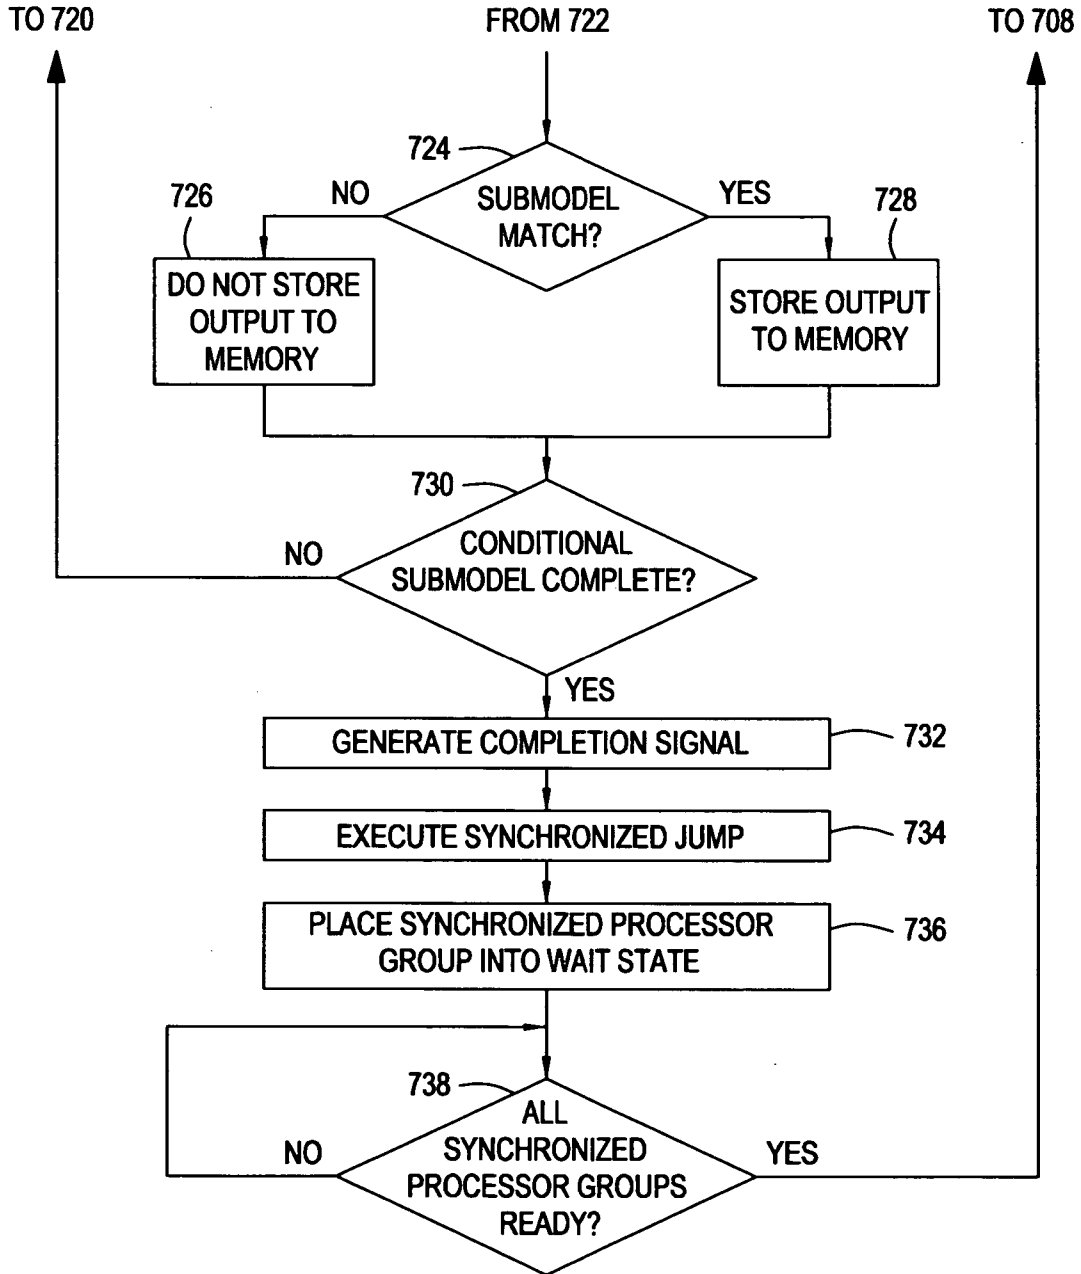 TO 720
FROM 722
TO 708
724
SUBMODEL
MATCH?
NO
YES
726
728
DO NOT STORE
OUTPUT TO
MEMORY
STORE OUTPUT
TO MEMORY
730
CONDITIONAL
SUBMODEL COMPLETE?
NO
YES
GENERATE COMPLETION SIGNAL
732
EXECUTE SYNCHRONIZED JUMP
734
PLACE SYNCHRONIZED PROCESSOR
GROUP INTO WAIT STATE
736
738
ALL
SYNCHRONIZED
PROCESSOR GROUPS
READY?
NO
YES